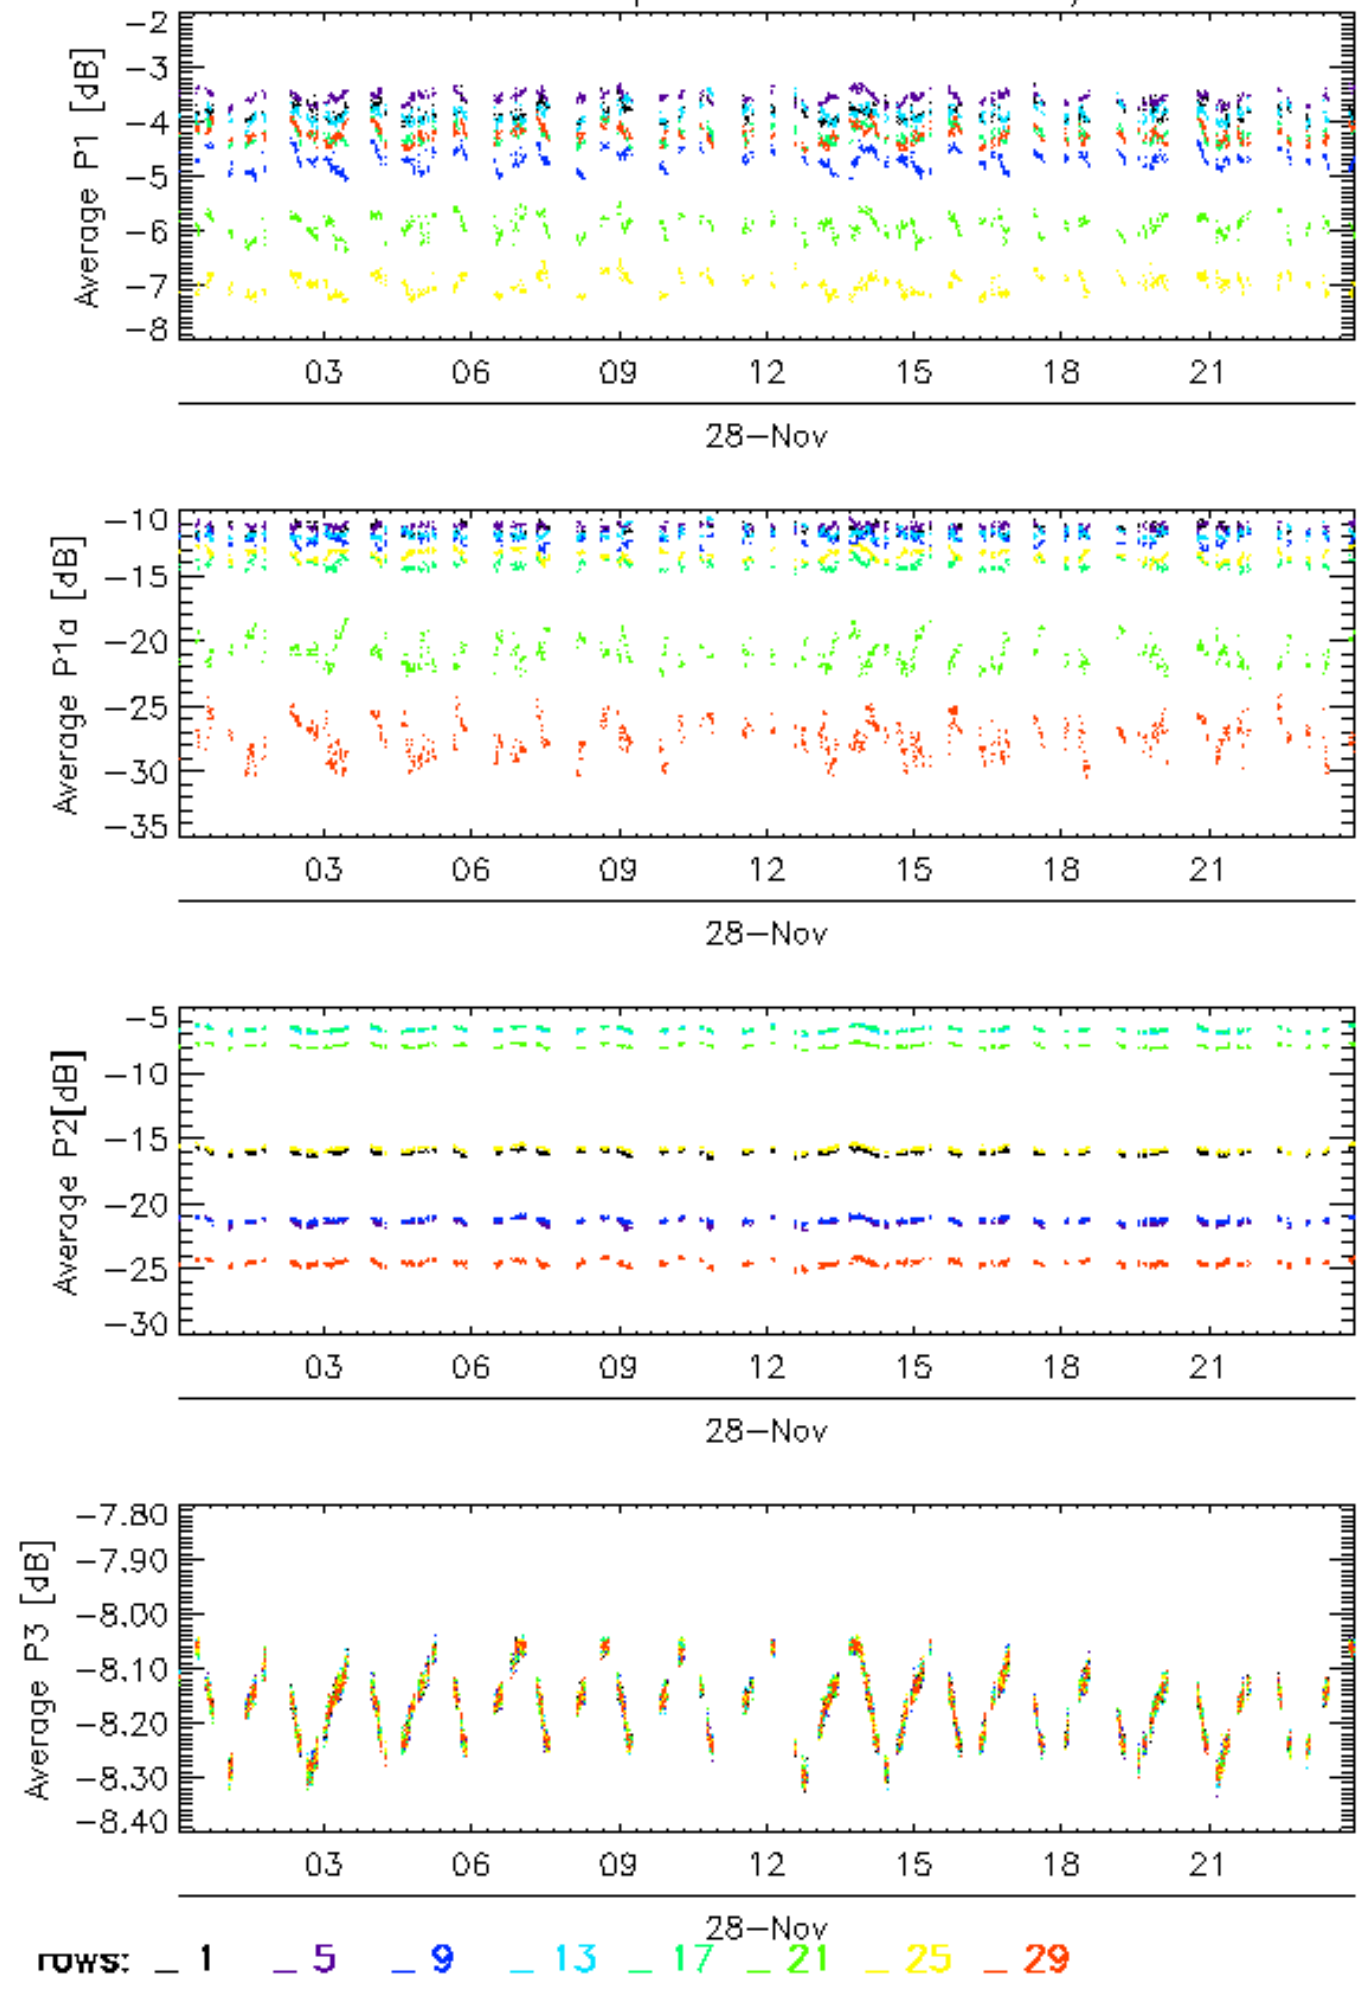 -2
-3
-4
-5
-6
-7
-8
Average P1 [dB]
03 06 09 12 15 18 21
28-Nov
-10
-15
-20
-25
-30
-35
Average P1a [dB]
03 06 09 12 15 18 21
28-Nov
-5
-10
-15
-20
-25
-30
Average P2[dB]
03 06 09 12 15 18 21
28-Nov
-7.80
-7.90
-8.00
-8.10
-8.20
-8.30
-8.40
Average P3 [dB]
03 06 09 12 15 18 21
28-Nov
rows: _ 1 _ 5 _ 9 _ 13 _ 17 _ 21 _ 25 _ 29